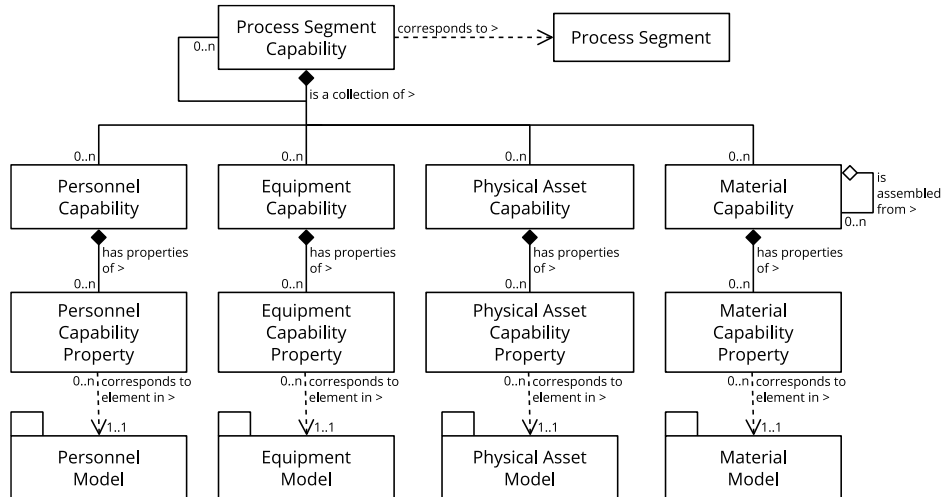 Process Segment
Capability
corresponds to >
Process Segment
0..n
is a collection of >
0..n
0..n
0..n
0..n
Personnel
Capability
Equipment
Capability
Physical Asset
Capability
Material
Capability
is
assembled
from >
0..n
has properties
of >
has properties
of >
has properties
of >
has properties
of >
0..n
0..n
0..n
0..n
Personnel
Capability
Property
Equipment
Capability
Property
Physical Asset
Capability
Property
Material
Capability
Property
0..n
corresponds to
element in >
0..n
corresponds to
element in >
0..n
corresponds to
element in >
0..n
corresponds to
element in >
1..1
1..1
1..1
1..1
Personnel
Model
Equipment
Model
Physical Asset
Model
Material
Model